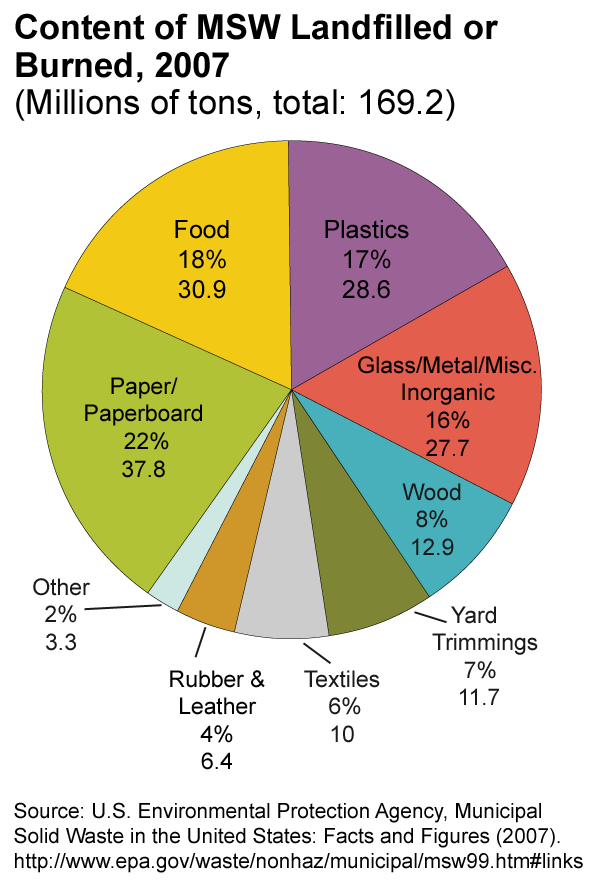 Content of MSW Landfilled or
Burned, 2007
(Millions of tons, total: 169.2)
Food
18%
30.9
Plastics
17%
28.6
Glass/Metal/Misc.
Inorganic
16%
27.7
Paper/
Paperboard
22%
37.8
Wood
8%
12.9
Other
2%
3.3
Yard
Trimmings
7%
11.7
Rubber &
Leather
4%
6.4
Textiles
6%
10
Source: U.S. Environmental Protection Agency, Municipal
Solid Waste in the United States: Facts and Figures (2007).
http://www.epa.gov/waste/nonhaz/municipal/msw99.htm#links